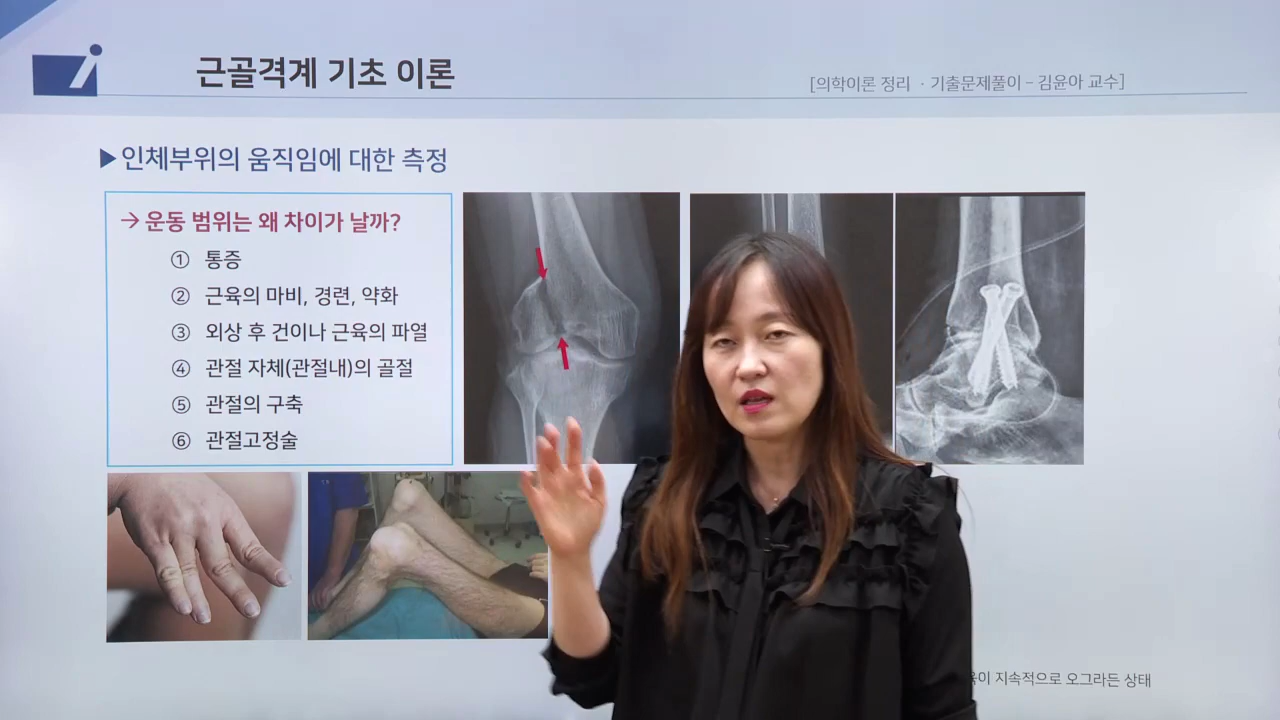 근골격계 기초 이론
[의학이론 정리 · 기출문제풀이 – 김윤아 교수]
▶인체부위의 움직임에 대한 측정
→ 운동 범위는 왜 차이가 날까?
① 통증
② 근육의 마비, 경련, 약화
③ 외상 후 건이나 근육의 파열
④ 관절 자체(관절내)의 골절
⑤ 관절의 구축
⑥ 관절고정술
지속적으로 오그라든 상태